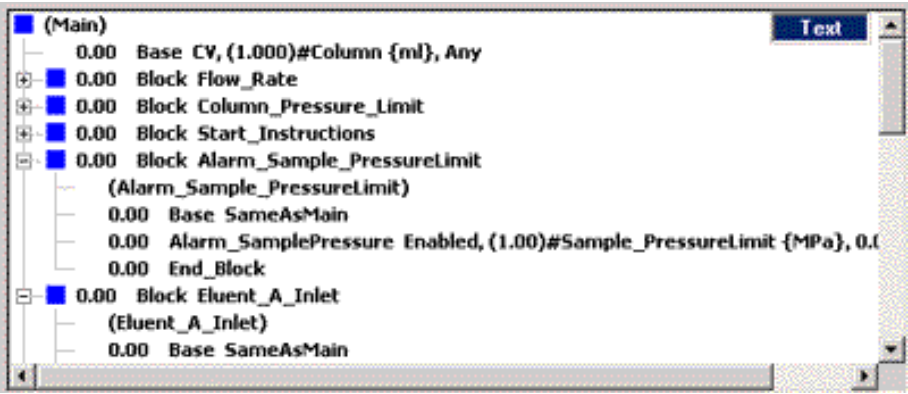 (Main)
Text
0.00 Base CV, (1.000)#Column {ml}, Any
0.00 Block Flow_Rate
0.00 Block Column_Pressure_Limit
0.00 Block Start_Instructions
0.00 Block Alarm_Sample_PressureLimit
(Alarm_Sample_PressureLimit)
0.00 Base SameAsMain
0.00 Alarm_SamplePressure Enabled, (1.00)#Sample_PressureLimit {MPa}, 0.(
0.00 End_Block
0.00 Block Eluent_A_Inlet
(Eluent_A_Inlet)
0.00 Base SameAsMain